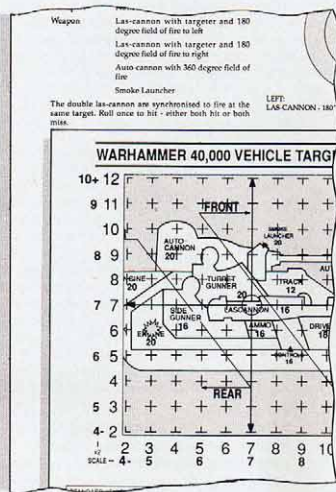 Weapon Las-cannon with targeter and 180
degree field of fire to left
Las-cannon with targeter and 180
degree field of fire to right
Auto-cannon with 360 degree field of
fire
Smoke Launcher
The double las-cannon are synchronised to fire at the
same target. Roll once to hit - either both hit or both
miss.
LEFT:
LAS-CANNON - 180°
WARHAMMER 40,000 VEHICLE TARG
10+ 12
9 11
FRONT
8 10
SMOKE
LAUNCHER
20
AUTO-
CANNON
20
8 9
AU
7 8
GINE
20
TURRET
GUNNER
TRACK
12
7 7
20
LASCANNON
16
6 6
SIDE
GUNNER
16
AMMO
16
DRIVE
18
ENGINE
20
6 5
16
5 4
REAR
5 3
4- 2
2 3 4 5 6 7 8 9 10
SCALE 4- 5 6 7 8